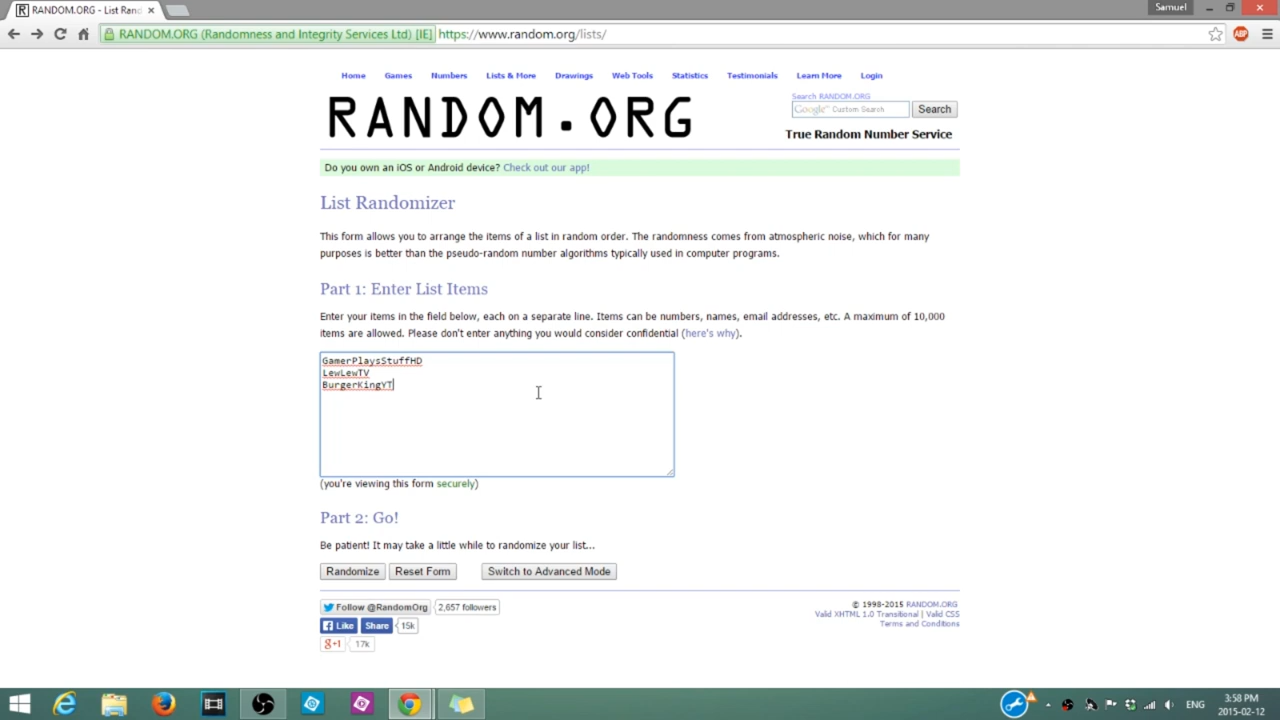 RANDOM.ORG - List Ran
Samuel
RANDOM.ORG (Randomness and Integrity Services Ltd) [IE] https://www.random.org/lists/
ABP
Home Games Numbers Lists & More Drawings Web Tools Statistics Testimonials Learn More Login
RANDOM.ORG
Search RANDOM.ORG
Google™ Custom Search Search
True Random Number Service
Do you own an iOS or Android device? Check out our app!
List Randomizer
This form allows you to arrange the items of a list in random order. The randomness comes from atmospheric noise, which for many
purposes is better than the pseudo-random number algorithms typically used in computer programs.
Part 1: Enter List Items
Enter your items in the field below, each on a separate line. Items can be numbers, names, email addresses, etc. A maximum of 10,000
items are allowed. Please don't enter anything you would consider confidential (here's why).
GamerPlaysStuffHD
LewLewTV
BurgerKingYT
(you're viewing this form securely)
Part 2: Go!
Be patient! It may take a little while to randomize your list...
Randomize Reset Form Switch to Advanced Mode
Follow @RandomOrg 2,657 followers
Like Share 15k
g+1 17k
© 1998-2015 RANDOM.ORG
Valid XHTML 1.0 Transitional | Valid CSS
Terms and Conditions
ENG
3:58 PM
2015-02-12